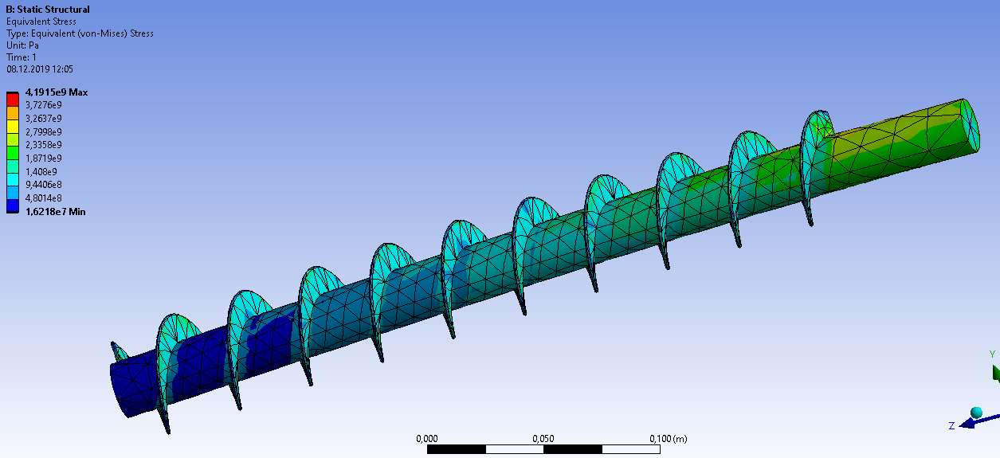 B: Static Structural
Equivalent Stress
Type: Equivalent (von-Mises) Stress
Unit: Pa
Time: 1
08.12.2019 12:05
4,1915e9 Max
3,7276e9
3,2637e9
2,7998e9
2,3358e9
1,8719e9
1,408e9
9,4406e8
4,8014e8
1,6218e7 Min
Y
Z
0,000 0,050 0,100 (m)